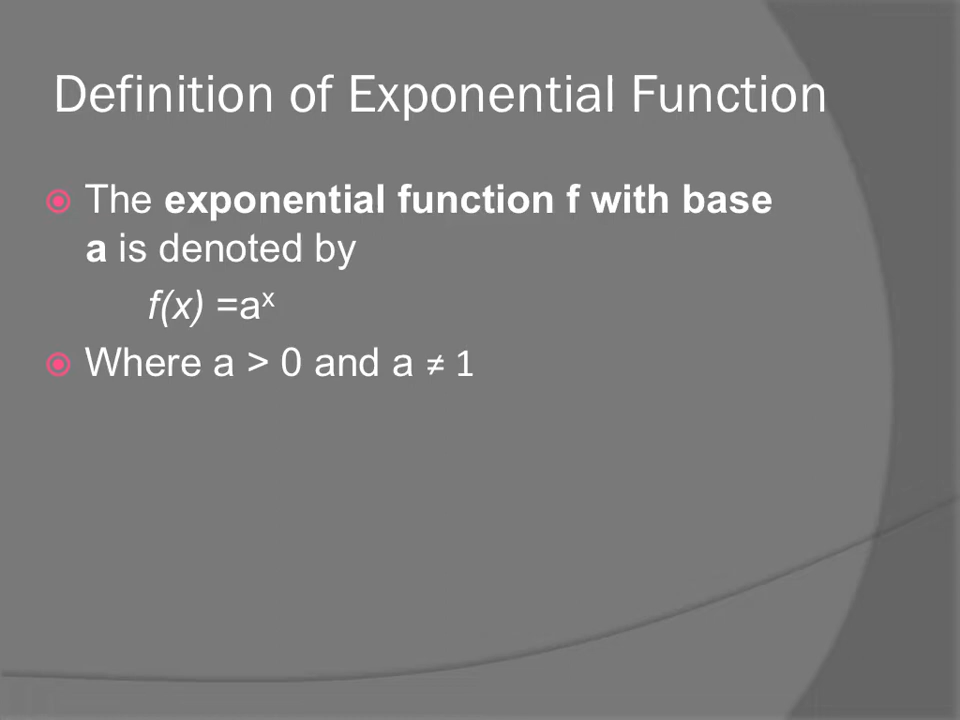 Definition of Exponential Function
The exponential function f with base
a is denoted by
f(x) =aˣ
Where a > 0 and a ≠ 1